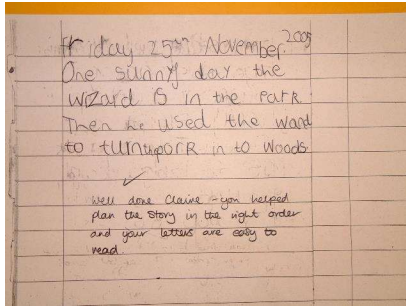 Friday 25th November. 2005
One sunny day the
wizard is in the park
Then he used the wand
to turn in to woods
well done Claire - you helped
plan the story in the right order
and your letters are easy to
read